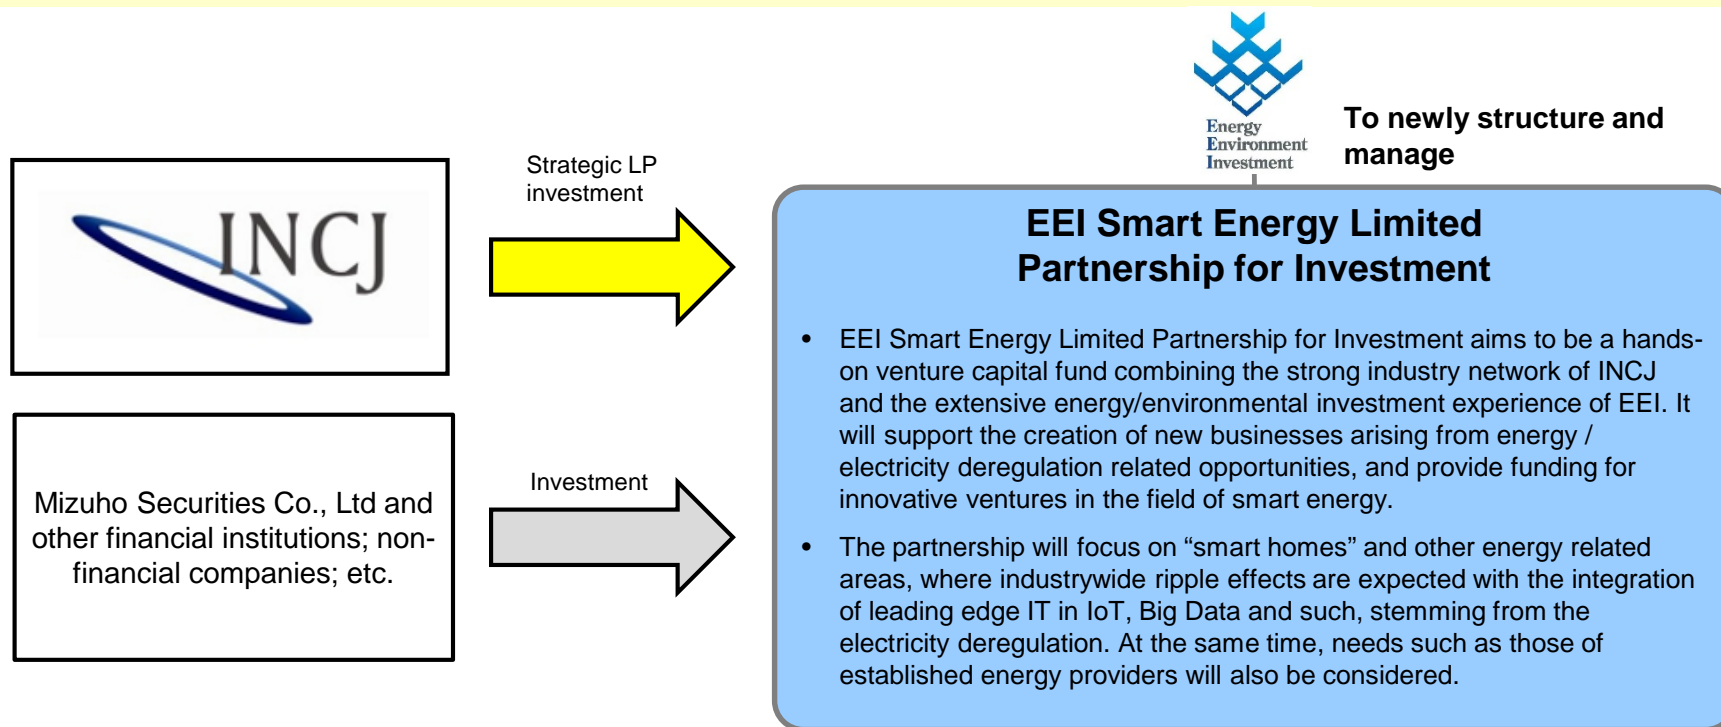 Energy
Environment
Investment
To newly structure and
manage
INCJ
Strategic LP
investment
Mizuho Securities Co., Ltd and
other financial institutions; non-
financial companies; etc.
Investment
EEI Smart Energy Limited
Partnership for Investment
• EEI Smart Energy Limited Partnership for Investment aims to be a hands-
on venture capital fund combining the strong industry network of INCJ
and the extensive energy/environmental investment experience of EEI. It
will support the creation of new businesses arising from energy /
electricity deregulation related opportunities, and provide funding for
innovative ventures in the field of smart energy.
• The partnership will focus on “smart homes” and other energy related
areas, where industrywide ripple effects are expected with the integration
of leading edge IT in IoT, Big Data and such, stemming from the
electricity deregulation. At the same time, needs such as those of
established energy providers will also be considered.